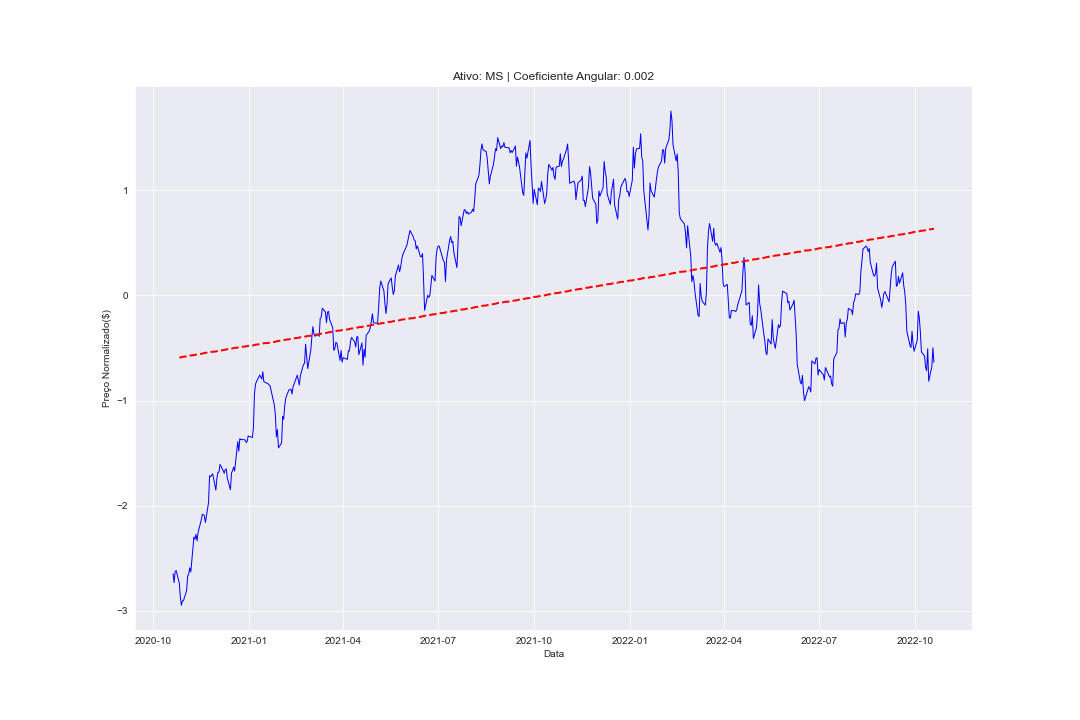 Ativo: MS | Coeficiente Angular: 0.002
Preço Normalizado($)
1
0
−1
−2
−3
2020-10 2021-01 2021-04 2021-07 2021-10 2022-01 2022-04 2022-07 2022-10
Data